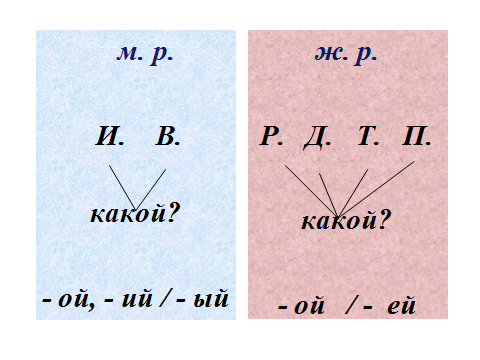 м. р.
И. В.
какой?
- ой, - ий / - ый
ж. р.
Р. Д. Т. П.
какой?
- ой / - ей